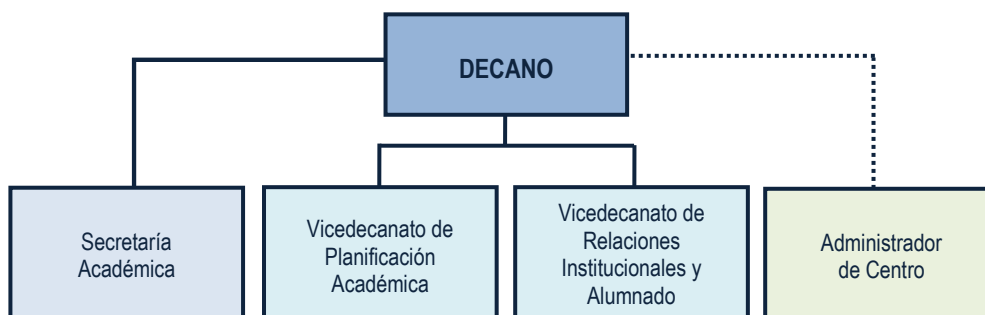 DECANO
Secretaría
Académica
Vicedecanato de
Planificación
Académica
Vicedecanato de
Relaciones
Institucionales y
Alumnado
Administrador
de Centro